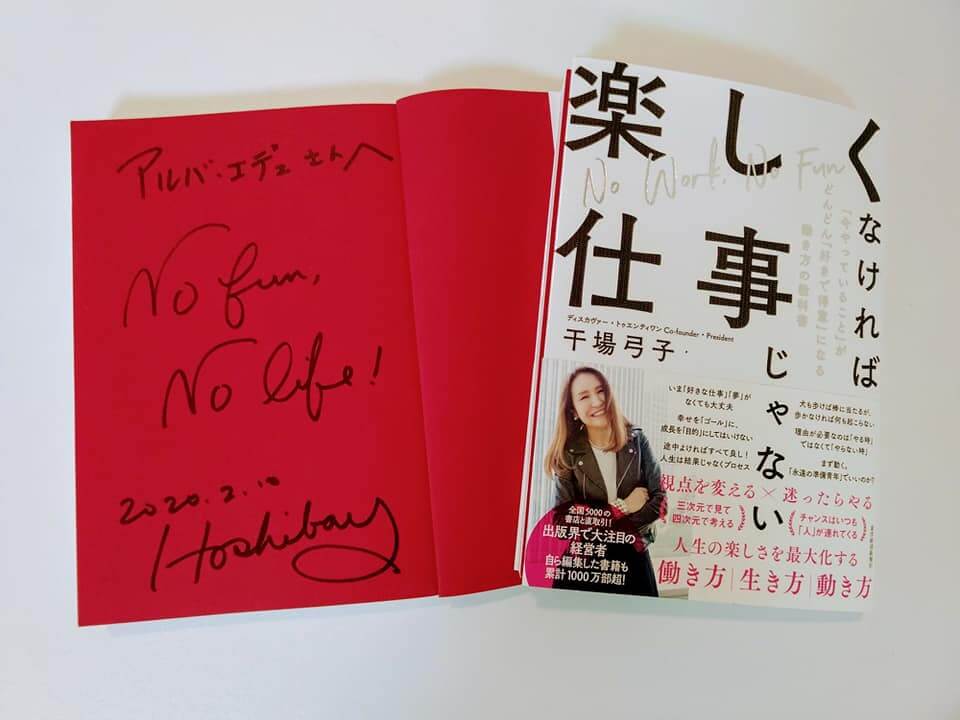 アルバ・エデュさんへ
No fun,
No life!
2020.2.10
Hoshibay
楽しく
なければ
仕事
じゃない
No Work, No Fun
「今やっていること」が
どんどん「好きで得意」になる
働き方の教科書
ディスカヴァー・トゥエンティワン Co-founder・President
干場弓子・
いま「好きな仕事」「夢」が
なくても大丈夫
幸せを「ゴール」に、
成長を「目的」にしてはいけない
途中よければすべて良し!
人生は結果じゃなくプロセス
犬も歩けば棒に当たるが、
歩かなければ何も起こらない
理由が必要なのは「やる時」
ではなくて「やらない時」
まず動く。
「永遠の準備青年」でいいのか?
視点を変える×迷ったらやる
三次元で見て
四次元で考える
チャンスはいつも
「人」が連れてくる
人生の楽しさを最大化する
働き方|生き方|動き方
全国5000の
書店と直取引!
出版界で大注目の
経営者
自ら編集した書籍も
累計1000万部超!